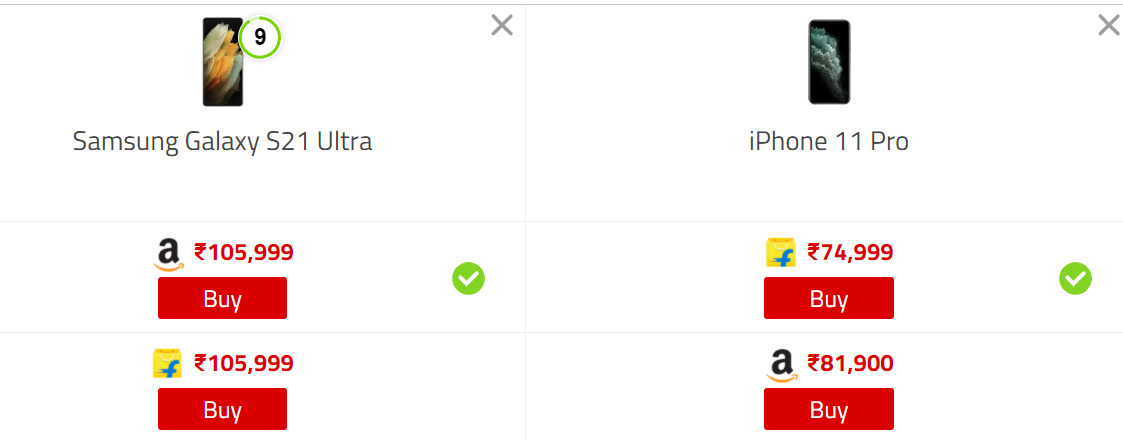 9
Samsung Galaxy S21 Ultra
iPhone 11 Pro
a ₹105,999
Buy
f ₹74,999
Buy
f ₹105,999
Buy
a ₹81,900
Buy